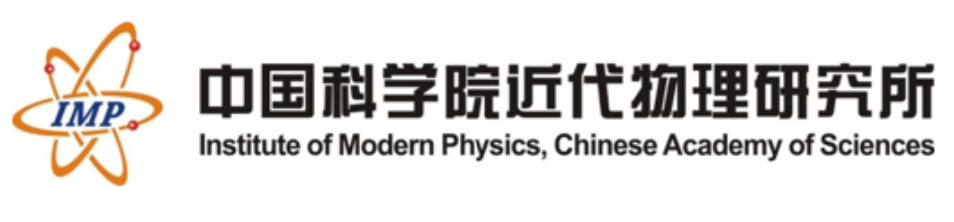 IMP
中国科学院近代物理研究所
Institute of Modern Physics, Chinese Academy of Sciences